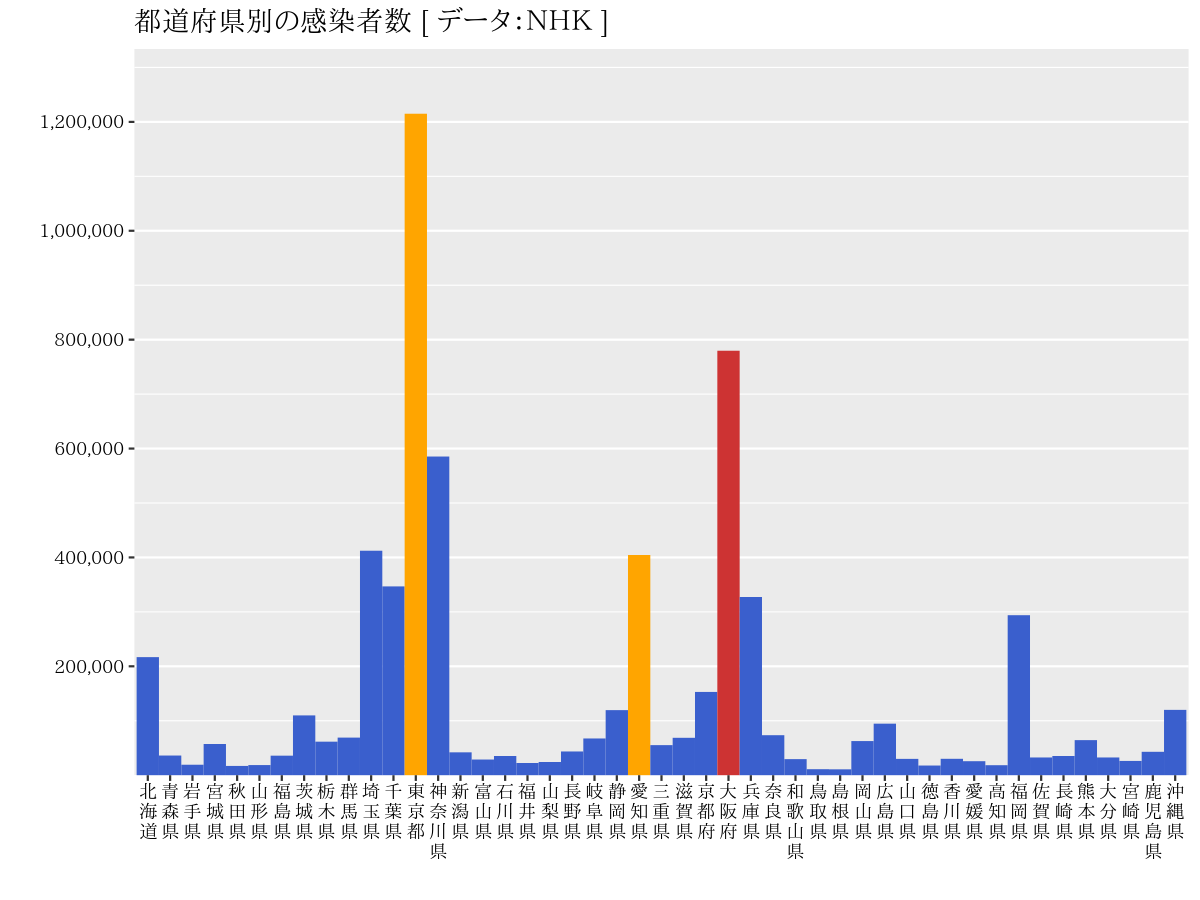 都道府県別の感染者数 [ データ：NHK ]
1,200,000
1,000,000
800,000
600,000
400,000
200,000
北海道
青森県
岩手県
宮城県
秋田県
山形県
福島県
茨城県
栃木県
群馬県
埼玉県
千葉県
東京都
神奈川県
新潟県
富山県
石川県
福井県
山梨県
長野県
岐阜県
静岡県
愛知県
三重県
滋賀県
京都府
大阪府
兵庫県
奈良県
和歌山県
鳥取県
島根県
岡山県
広島県
山口県
徳島県
香川県
愛媛県
高知県
福岡県
佐賀県
長崎県
熊本県
大分県
宮崎県
鹿児島県
沖縄県